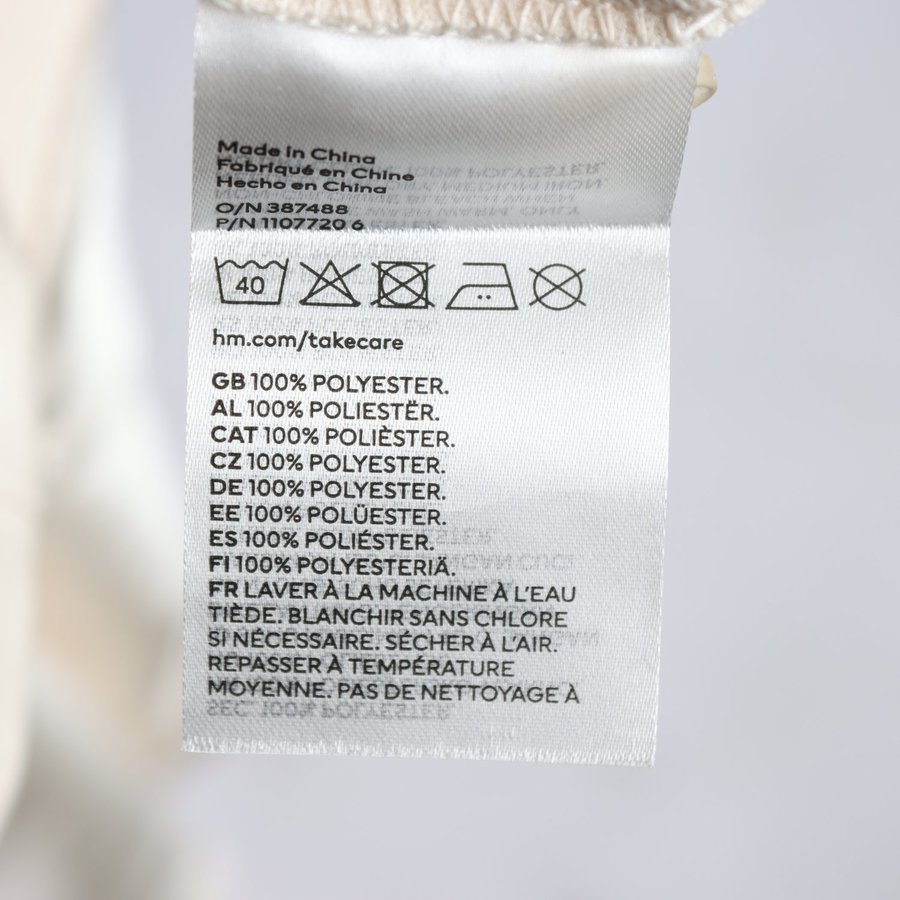 Made in China
Fabriqué en Chine
Hecho en China
O/N 387488
P/N 1107720 6
40
hm.com/takecare
GB 100% POLYESTER.
AL 100% POLIESTËR.
CAT 100% POLIÈSTER.
CZ 100% POLYESTER.
DE 100% POLYESTER.
EE 100% POLÜESTER.
ES 100% POLIÉSTER.
FI 100% POLYESTERIÄ.
FR LAVER À LA MACHINE À L'EAU
TIÈDE. BLANCHIR SANS CHLORE
SI NÉCESSAIRE. SÉCHER À L'AIR.
REPASSER À TEMPÉRATURE
MOYENNE. PAS DE NETTOYAGE À